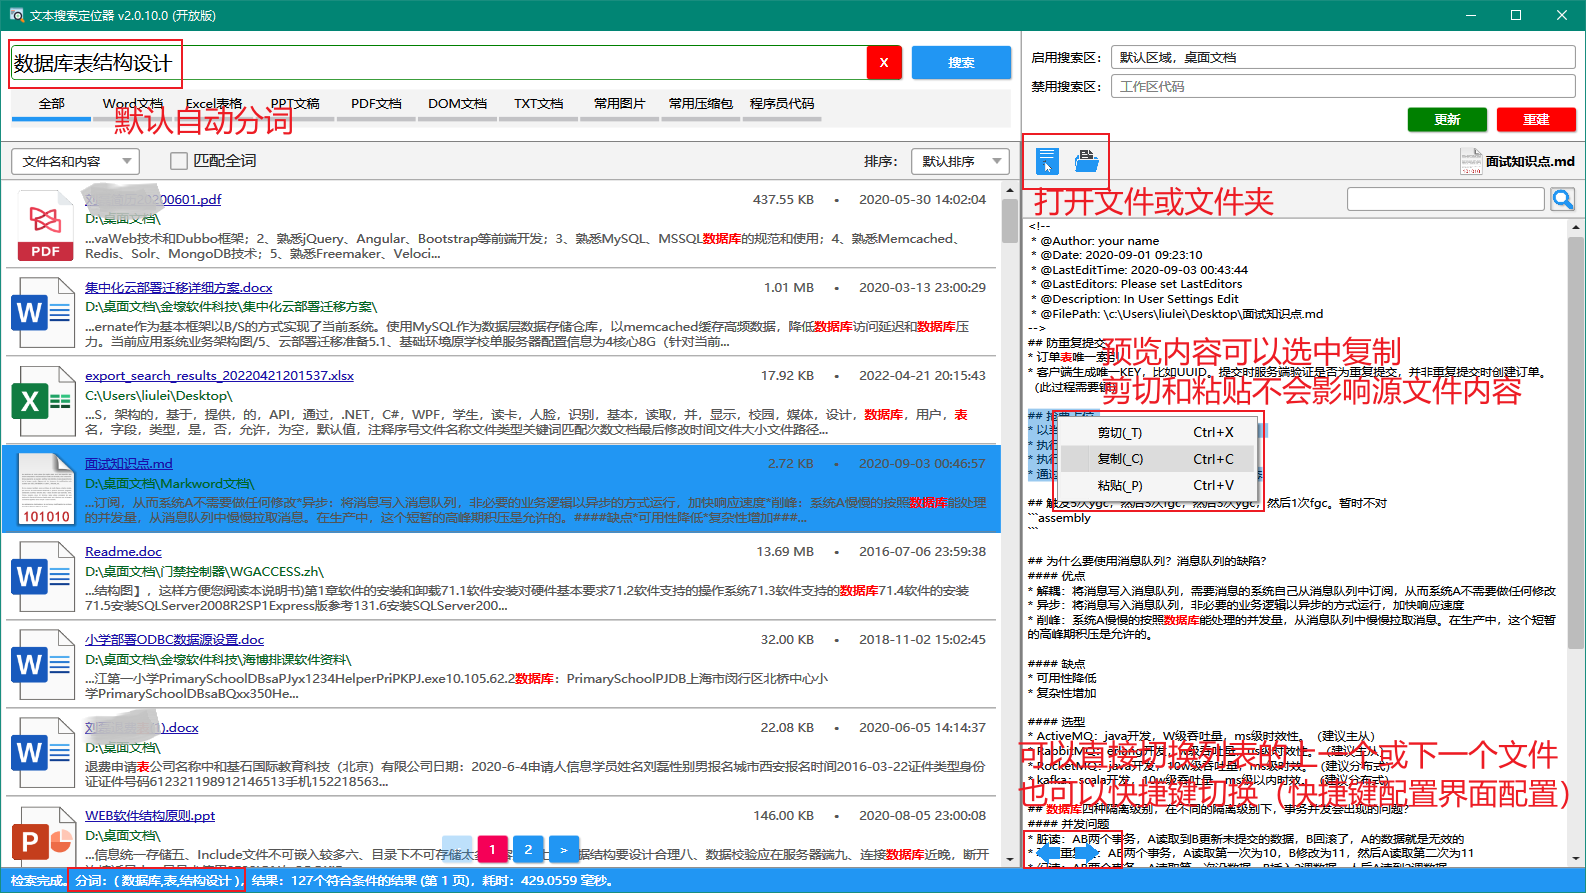 文本搜索定位器 v2.0.10.0 (开放版)
数据库表结构设计
X
搜索
全部
Word文档
Excel表格
PPT文稿
PDF文档
DOM文档
TXT文档
常用图片
常用压缩包
程序员代码
默认自动分词
文件名和内容
匹配全词
排序：
默认排序
20200601.pdf
437.55 KB • 2020-05-30 14:02:04
D:\桌面文档\
...vaWeb技术和Dubbo框架；2、熟悉jQuery、Angular、Bootstrap等前端开发；3、熟悉MySQL、MSSQL数据库的规范和使用；4、熟悉Memcached、
Redis、Solr、MongoDB技术；5、熟悉Freemaker、Veloci...
PDF
集中化云部署迁移详细方案.docx
1.01 MB • 2020-03-13 23:00:29
D:\桌面文档\金壕软件科技\集中化云部署迁移方案\
...ernate作为基本框架以B/S的方式实现了当前系统。使用MySQL作为数据层数据存储仓库，以memcached缓存高频数据，降低数据库访问延迟和数据库压
力。当前应用系统业务架构图/5、云部署迁移准备5.1、基础环境原学校单服务器配置信息为4核心8G（针对当前...
W
export_search_results_20220421201537.xlsx
17.92 KB • 2022-04-21 20:15:43
C:\Users\liulei\Desktop\
...S，架构的，基于，提供，的，API，通过，.NET，C#，WPF，学生，读卡，人脸，识别，基本，读取，并，显示，校园，媒体，设计，数据库，用户，表
名，字段，类型，是，否，允许，为空，默认值，注释序号文件名称文件类型关键词匹配次数文档最后修改时间文件大小文件路径...
X
面试知识点.md
2.72 KB • 2020-09-03 00:46:57
D:\桌面文档\Markword文档\
...订阅，从而系统A不需要做任何修改*异步：将消息写入消息队列，非必要的业务逻辑以异步的方式运行，加快响应速度*削峰：系统A慢慢的按照数据库能处理
的并发量，从消息队列中慢慢拉取消息。在生产中，这个短暂的高峰期积压是允许的。####缺点*可用性降低*复杂性增加###...
101010
Readme.doc
13.69 MB • 2016-07-06 23:59:38
D:\桌面文档\门禁控制器\WGACCESS.zh\
...结构图】，这样方便您阅读本说明书)第1章软件的安装和卸载71.1软件安装对硬件基本要求71.2软件支持的操作系统71.3软件支持的数据库71.4软件的安装
71.5安装SQLServer2008R2SP1Express版参考131.6安装SQLServer200...
W
小学部署ODBC数据源设置.doc
32.00 KB • 2018-11-02 15:02:45
D:\桌面文档\金壕软件科技\海博排课软件资料\
...江第一小学PrimarySchoolDBsaPJyx1234HelperPriPKPJ.exe10.105.62.2数据库：PrimarySchoolPJDB上海市闵行区北桥中心小
学PrimarySchoolDBsaBQxx350He...
W
.docx
22.08 KB • 2020-06-05 14:14:37
D:\桌面文档\
退费申请表公司名称中和基石国际教育科技（北京）有限公司日期：2020-6-4申请人信息学员姓名刘磊性别男报名城市西安报名时间2016-03-22证件类型身份
证证件号码612321198912146513手机152218563...
W
WEB软件结构原则.ppt
146.00 KB • 2020-08-05 23:00:08
D:\桌面文档\
...信息统一存储五、Include文件不可嵌入较多六、目录下不可存储太
据结构要设计合理八、数据校验应在服务器端九、连接数据库近晚，断开
P
1
2
>
检索完成。分词：（数据库,表,结构设计），结果：127个符合条件的结果 (第 1 页)，耗时：429.0559 毫秒。
启用搜索区：
默认区域，桌面文档
禁用搜索区：
工作区代码
更新
重建
面试知识点.md
打开文件或文件夹
<!--
* @Author: your name
* @Date: 2020-09-01 09:23:10
* @LastEditTime: 2020-09-03 00:43:44
* @LastEditors: Please set LastEditors
* @Description: In User Settings Edit
* @FilePath: \c:\Users\liulei\Desktop\面试知识点.md
-->
## 防重复提交
* 订单表唯一索引
预览内容可以选中复制
* 客户端生成唯一KEY，比如UUID。提交时服务端验证是否为重复提交，并非重复提交时创建订单。
（此过程需要
剪切和粘贴不会影响源文件内容
剪切(_T) Ctrl+X
复制(_C) Ctrl+C
粘贴(_P) Ctrl+V
## 触发5次ygc，然后5次fgc，然后5次ygc，然后1次fgc。暂时不对
```assembly
```
## 为什么要使用消息队列？消息队列的缺陷？
#### 优点
* 解耦：将消息写入消息队列，需要消息的系统自己从消息队列中订阅，从而系统A不需要做任何修改
* 异步：将消息写入消息队列，非必要的业务逻辑以异步的方式运行，加快响应速度
* 削峰：系统A慢慢的按照数据库能处理的并发量，从消息队列中慢慢拉取消息。在生产中，这个短暂
的高峰期积压是允许的。
#### 缺点
* 可用性降低
* 复杂性增加
#### 选型
* ActiveMQ：java开发，W级吞吐量，ms级时效性。（建议主从）
* RabbitMQ：erlang开发，w级吞吐量，us级时效性。（建议主从）
可以直接切换列表的上一个或下一个文件
* RocketMQ：java开发，10w级吞吐量，ms级时效。（建议分布式）
* kafka：scala开发，10w级吞吐量，ms级以内时效。（建议分布式）
也可以快捷键切换（快捷键配置界面配置）
## 数据库四种隔离级别，在不同的隔离级别下，事务并发会出现的问题？
#### 并发问题
* 脏读：AB两个事务，A读取到B更新未提交的数据，B回滚了，A的数据就是无效的
AB两个事务，A读取第一次为10，B修改为11，然后A读取第二次为11